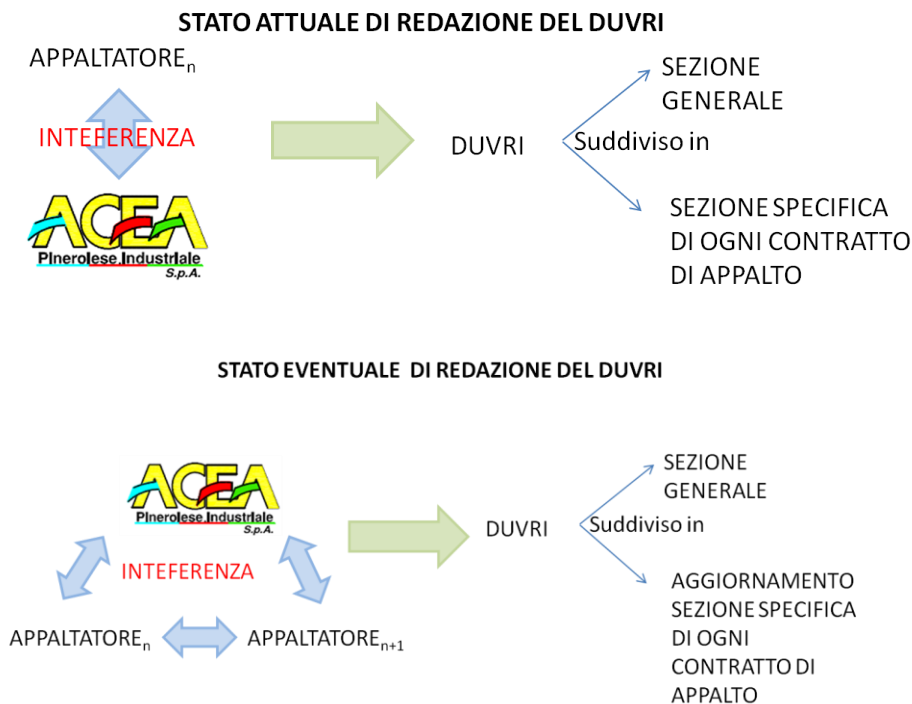 STATO ATTUALE DI REDAZIONE DEL DUVRI
APPALTATOREn
INTEFERENZA
ACEA
PInerolese.Industriale
S.p.A.
DUVRI
Suddiviso in
SEZIONE
GENERALE
SEZIONE SPECIFICA
DI OGNI CONTRATTO
DI APPALTO
STATO EVENTUALE DI REDAZIONE DEL DUVRI
ACEA
PInerolese.Industriale
S.p.A.
INTEFERENZA
APPALTATOREn
APPALTATOREn+1
DUVRI
Suddiviso in
SEZIONE
GENERALE
AGGIORNAMENTO
SEZIONE SPECIFICA
DI OGNI
CONTRATTO DI
APPALTO